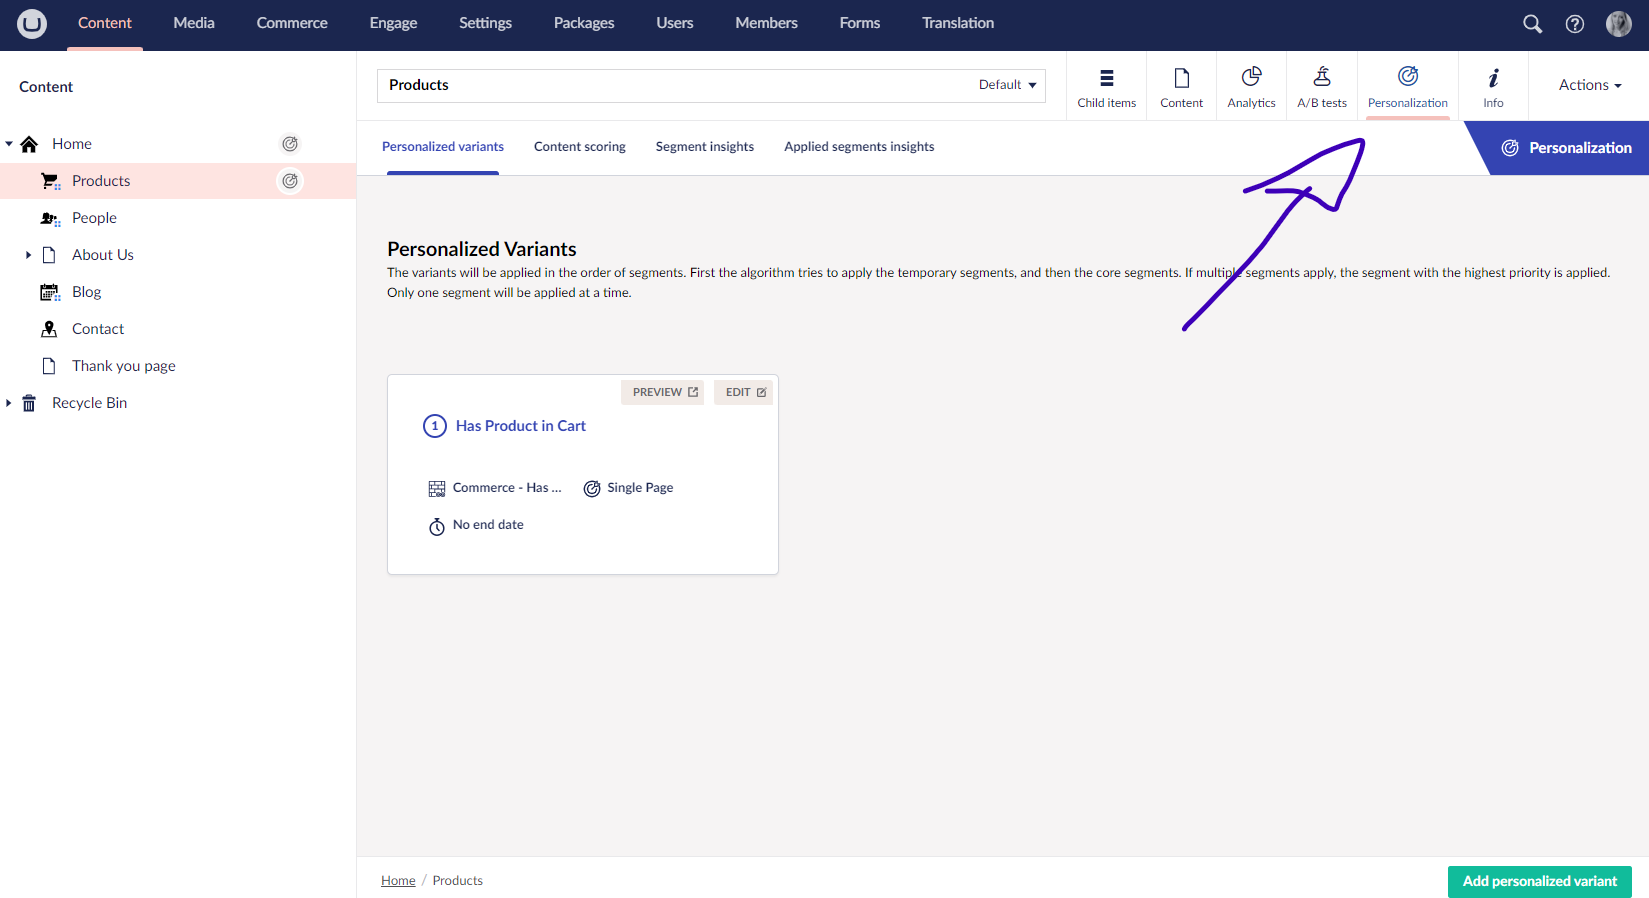 Content Media Commerce Engage Settings Packages Users Members Forms Translation
Content
Home
Products
People
About Us
Blog
Contact
Thank you page
Recycle Bin
Products Default
Child items Content Analytics A/B tests Personalization Info Actions
Personalized variants Content scoring Segment insights Applied segments insights Personalization
Personalized Variants
The variants will be applied in the order of segments. First the algorithm tries to apply the temporary segments, and then the core segments. If multiple segments apply, the segment with the highest priority is applied.
Only one segment will be applied at a time.
PREVIEW EDIT
1 Has Product in Cart
Commerce - Has ... Single Page
No end date
Home / Products Add personalized variant